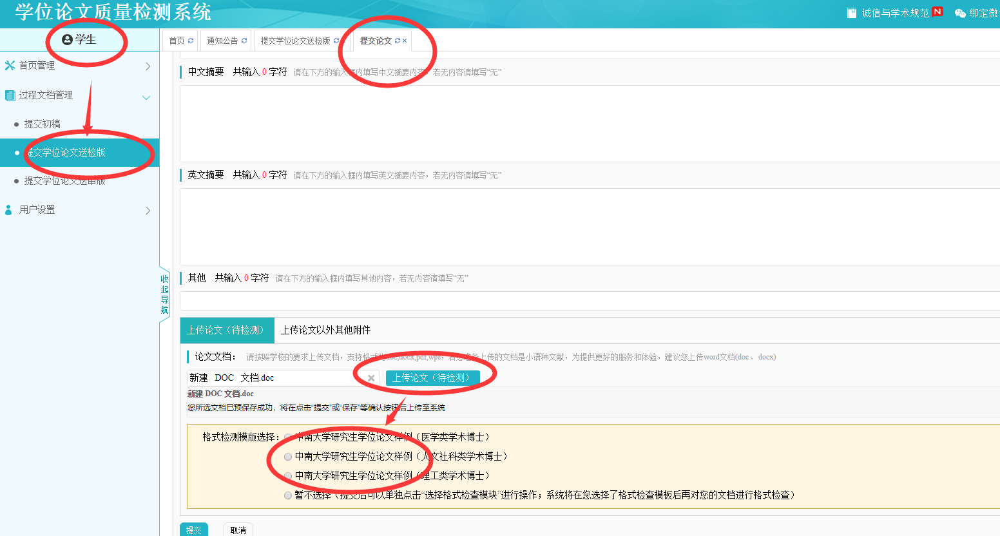 学位论文质量检测系统
诚信与学术规范 N 绑定微
学生
首页 通知公告 提交学位论文送检版 提交论文
首页管理
过程文档管理
提交初稿
提交学位论文送检版
提交学位论文送审版
用户设置
收起导航
中文摘要 共输入 0 字符 请在下方的输入框内填写中文摘要内容,若无内容请填写“无”
英文摘要 共输入 0 字符 请在下方的输入框内填写英文摘要内容,若无内容请填写“无”
其他 共输入 0 字符 请在下方的输入框内填写其他内容,若无内容请填写“无”
上传论文(待检测) 上传论文以外其他附件
论文文档: 请按照学校的要求上传文档,支持格式为doc,docx,pdf,wps,若您准备上传的文档是小语种文献,为提供更好的服务和体验,建议您上传word文档(doc、docx)
新建 DOC 文档.doc 上传论文(待检测)
新建 DOC 文档.doc
您所选文档已预保存成功,将在点击“提交”或“保存”等确认按钮后上传至系统
格式检测模版选择: 中南大学研究生学位论文样例(医学类学术博士)
中南大学研究生学位论文样例(人文社科类学术博士)
中南大学研究生学位论文样例(理工类学术博士)
暂不选择(提交后可以单独点击“选择格式检查模块”进行操作;系统将在您选择了格式检查模板后再对您的文档进行格式检查)
提交 取消